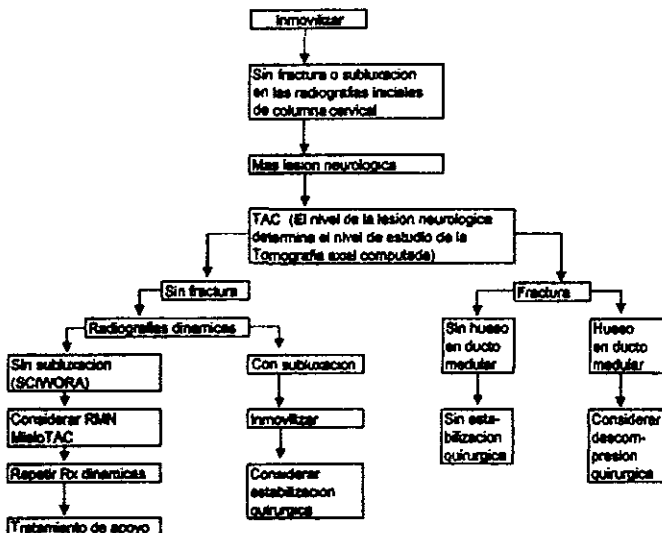 Inmovilizar
Sin fractura o subluxacion
en las radiografias iniciales
de columna cervical
Mas lesion neurologica
TAC (El nivel de la lesion neurologica
determina el nivel de estudio de la
Tomografia axial computada)
Sin fractura
Fractura
Radiografias dinamicas
Sin subluxacion
(SCIWORA)
Con subluxacion
Sin hueso
en ducto
medular
Hueso
en ducto
medular
Considerar RMN
MieloTAC
Inmovilizar
Sin esta-
bilizacion
quirurgica
Considerar
descom-
presion
quirurgica
Repetir Rx dinamicas
Considerar
estabilizacion
quirurgica
Tratamiento de apoyo